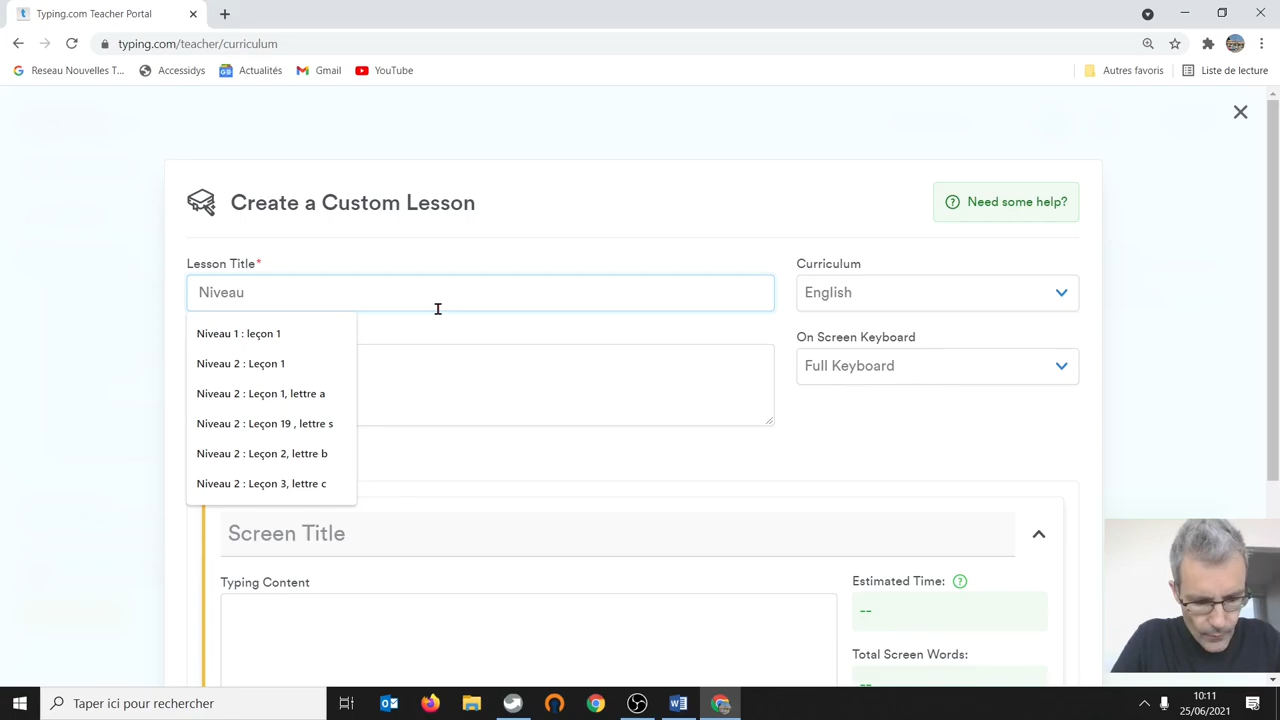 Typing.com Teacher Portal
typing.com/teacher/curriculum
Reseau Nouvelles T... Accessidys Actualités Gmail YouTube Autres favoris Liste de lecture
Create a Custom Lesson
Need some help?
Lesson Title*
Curriculum
Niveau
English
Niveau 1 : leçon 1
Niveau 2 : Leçon 1
Niveau 2 : Leçon 1, lettre a
Niveau 2 : Leçon 19 , lettre s
Niveau 2 : Leçon 2, lettre b
Niveau 2 : Leçon 3, lettre c
On Screen Keyboard
Full Keyboard
Screen Title
Typing Content
Estimated Time:
--
Total Screen Words:
--
Taper ici pour rechercher
10:11
25/06/2021